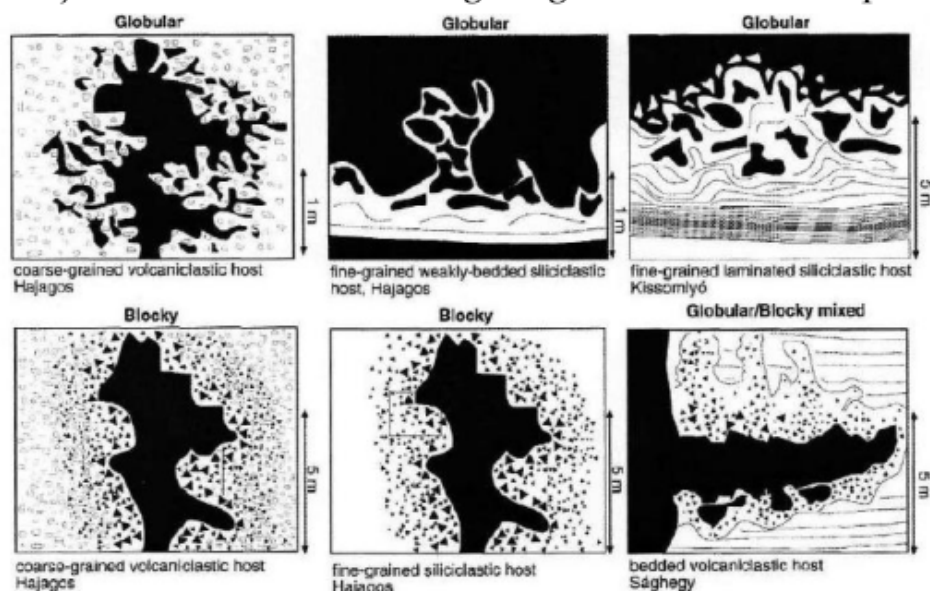 Globular
Globular
Globular
1 m
1 m
5 m
coarse-grained volcaniclastic host
Hajagos
fine-grained weakly-bedded siliciclastic
host, Hajagos
fine-grained laminated siliciclastic host
Kissomlyó
Blocky
Blocky
Globular/Blocky mixed
5 m
5 m
5 m
coarse-grained volcaniclastic host
Hajagos
fine-grained siliciclastic host
Hajagos
bedded volcaniclastic host
Sághegy